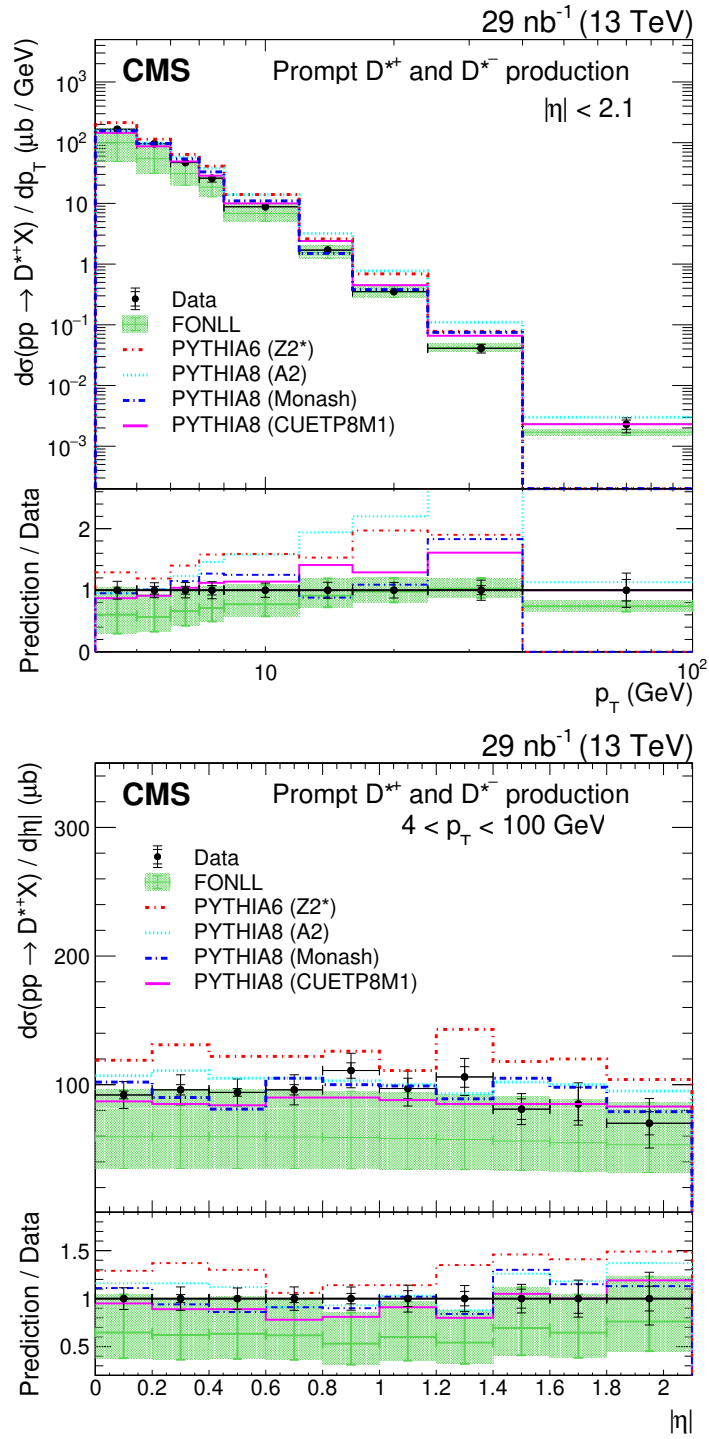 29 nb⁻¹ (13 TeV)
CMS Prompt D*⁺ and D*⁻ production
|η| < 2.1
dσ(pp → D*⁺X) / dp_T (μb / GeV)
10³
10²
10
1
10⁻¹
10⁻²
10⁻³
Data
FONLL
PYTHIA6 (Z2*)
PYTHIA8 (A2)
PYTHIA8 (Monash)
PYTHIA8 (CUETP8M1)
Prediction / Data
2
1
0
10 10²
p_T (GeV)
29 nb⁻¹ (13 TeV)
CMS Prompt D*⁺ and D*⁻ production
4 < p_T < 100 GeV
dσ(pp → D*⁺X) / d|η| (μb)
300
200
100
Data
FONLL
PYTHIA6 (Z2*)
PYTHIA8 (A2)
PYTHIA8 (Monash)
PYTHIA8 (CUETP8M1)
Prediction / Data
1.5
1
0.5
0 0.2 0.4 0.6 0.8 1 1.2 1.4 1.6 1.8 2
|η|